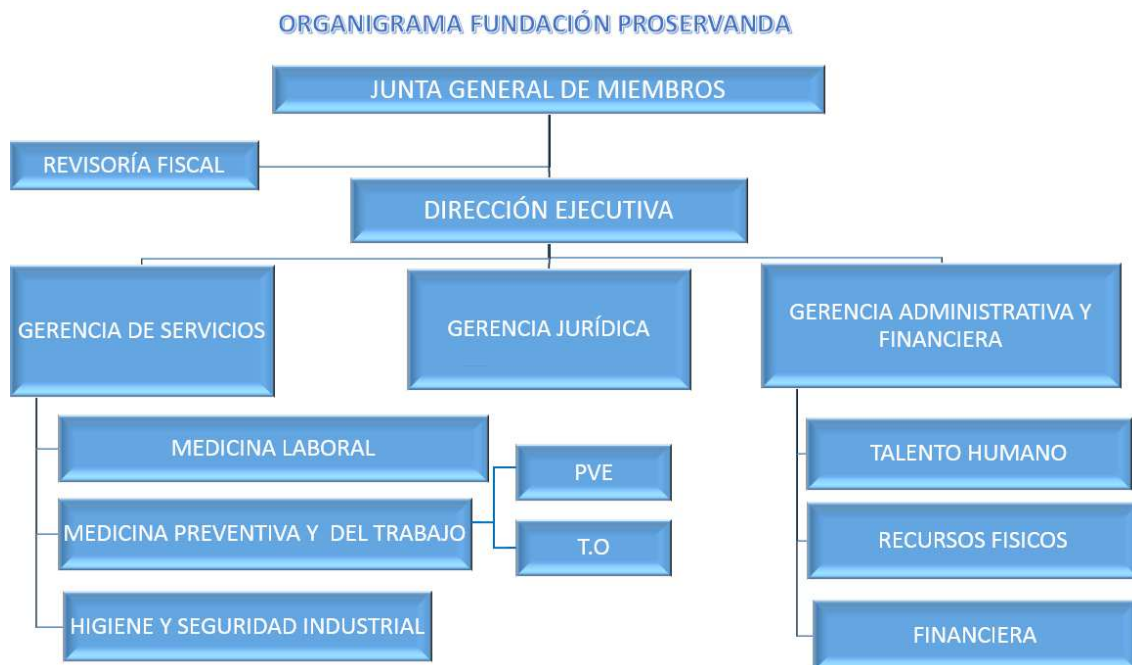 ORGANIGRAMA FUNDACIÓN PROSERVANDA
JUNTA GENERAL DE MIEMBROS
REVISORÍA FISCAL
DIRECCIÓN EJECUTIVA
GERENCIA DE SERVICIOS
GERENCIA JURÍDICA
GERENCIA ADMINISTRATIVA Y
FINANCIERA
MEDICINA LABORAL
MEDICINA PREVENTIVA Y DEL TRABAJO
PVE
T.O
HIGIENE Y SEGURIDAD INDUSTRIAL
TALENTO HUMANO
RECURSOS FISICOS
FINANCIERA